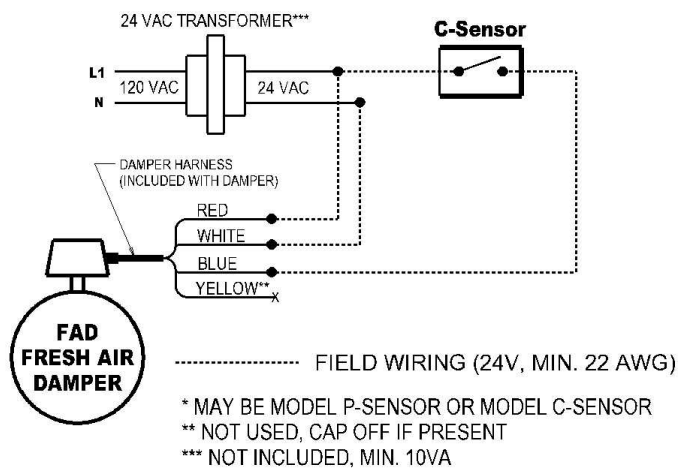 24 VAC TRANSFORMER***
C-Sensor
L1
120 VAC
24 VAC
N
DAMPER HARNESS
(INCLUDED WITH DAMPER)
RED
WHITE
BLUE
YELLOW**
X
FAD
FRESH AIR
DAMPER
FIELD WIRING (24V, MIN. 22 AWG)
* MAY BE MODEL P-SENSOR OR MODEL C-SENSOR
** NOT USED, CAP OFF IF PRESENT
*** NOT INCLUDED, MIN. 10VA